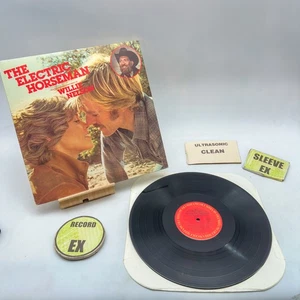 THE
ELECTRIC
HORSEMAN
WILLIE
NELSON
ULTRASONIC
CLEAN
SLEEVE
EX
RECORD
EX